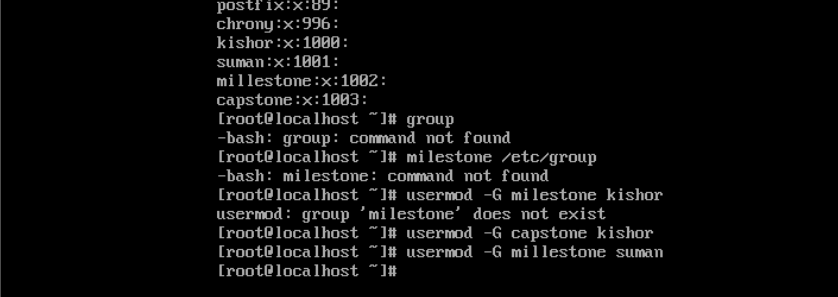 postfix:x:89:
chrony:x:996:
kishor:x:1000:
suman:x:1001:
millestone:x:1002:
capstone:x:1003:
[root@localhost ~]# group
-bash: group: command not found
[root@localhost ~]# milestone /etc/group
-bash: milestone: command not found
[root@localhost ~]# usermod -G milestone kishor
usermod: group 'milestone' does not exist
[root@localhost ~]# usermod -G capstone kishor
[root@localhost ~]# usermod -G millestone suman
[root@localhost ~]#